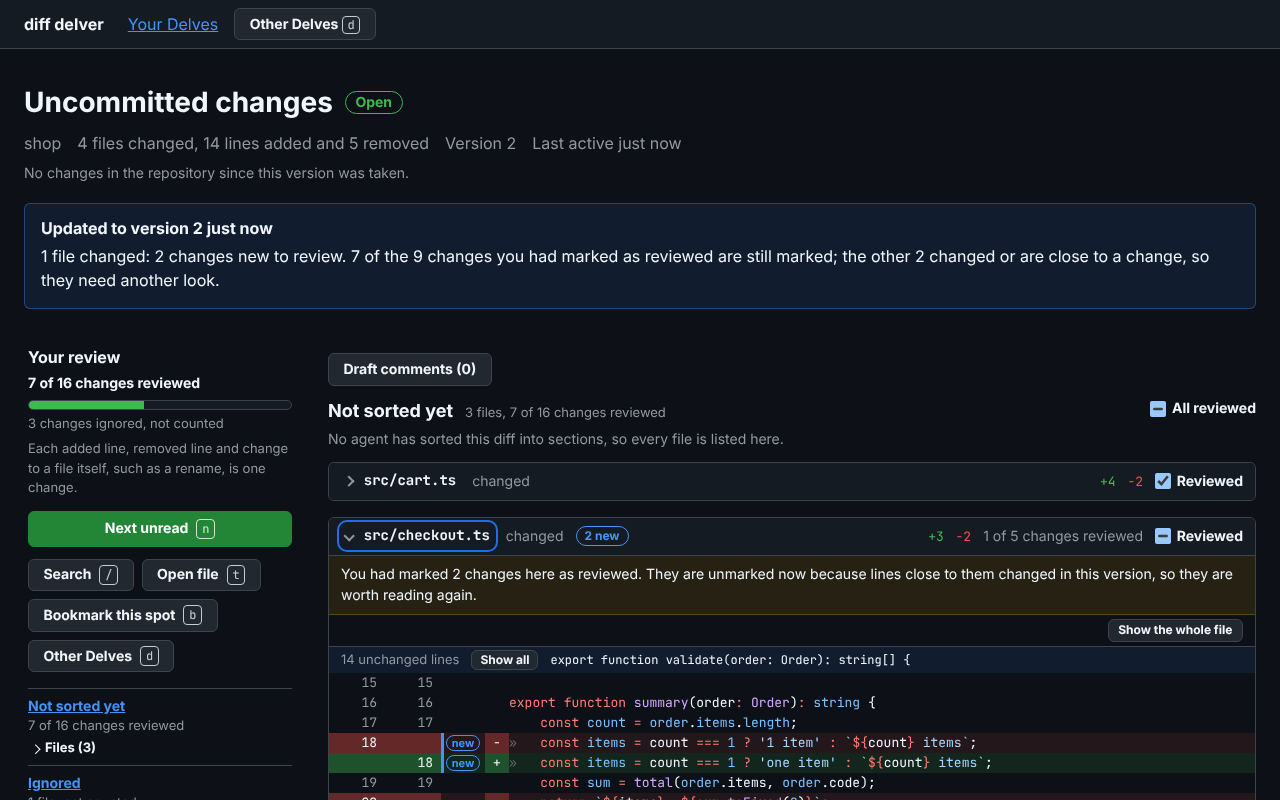 diff delver Your Delves Other Delves d
Uncommitted changes Open
shop 4 files changed, 14 lines added and 5 removed Version 2 Last active just now
No changes in the repository since this version was taken.
Updated to version 2 just now
1 file changed: 2 changes new to review. 7 of the 9 changes you had marked as reviewed are still marked; the other 2 changed or are close to a change, so
they need another look.
Your review
7 of 16 changes reviewed
3 changes ignored, not counted
Each added line, removed line and change
to a file itself, such as a rename, is one
change.
Next unread n
Search / Open file t
Bookmark this spot b
Other Delves d
Not sorted yet
7 of 16 changes reviewed
Files (3)
Ignored
Draft comments (0)
Not sorted yet 3 files, 7 of 16 changes reviewed All reviewed
No agent has sorted this diff into sections, so every file is listed here.
src/cart.ts changed +4 -2 Reviewed
src/checkout.ts changed 2 new +3 -2 1 of 5 changes reviewed Reviewed
You had marked 2 changes here as reviewed. They are unmarked now because lines close to them changed in this version, so they are
worth reading again.
Show the whole file
14 unchanged lines Show all export function validate(order: Order): string[] {
15 15
16 16 export function summary(order: Order): string {
17 17 const count = order.items.length;
18 new - » const items = count === 1 ? '1 item' : `${count} items`;
18 new + » const items = count === 1 ? 'one item' : `${count} items`;
19 19 const sum = total(order.items, order.code);